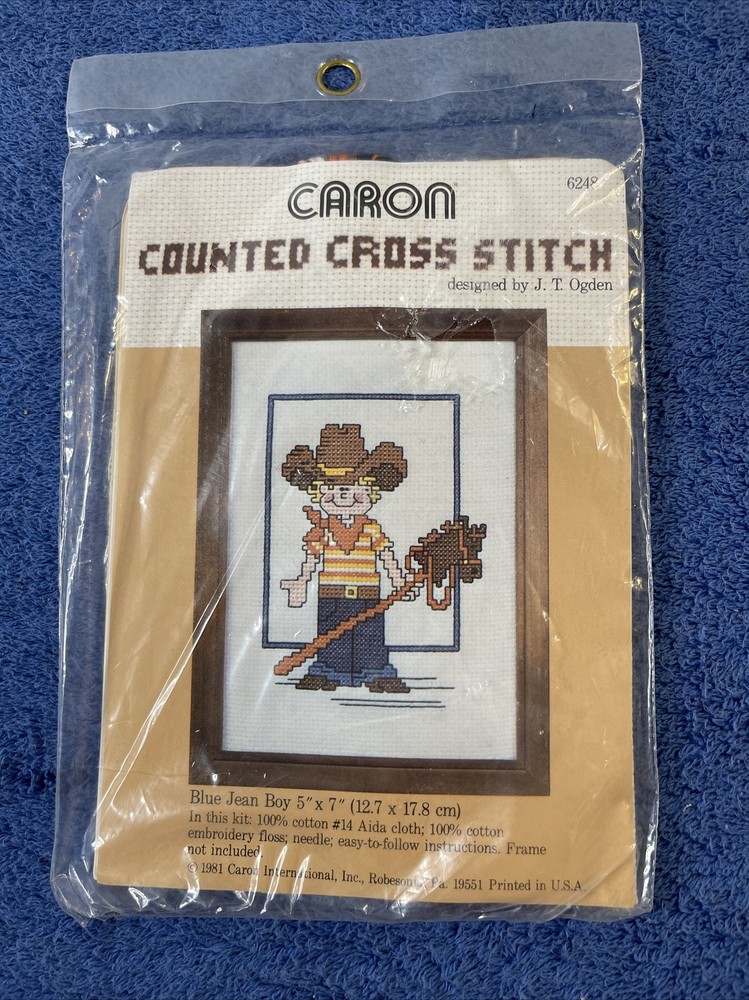 CARON
6248
COUNTED CROSS STITCH
designed by J. T. Ogden
Blue Jean Boy 5" x 7" (12.7 x 17.8 cm)
In this kit: 100% cotton #14 Aida cloth; 100% cotton
embroidery floss; needle; easy-to-follow instructions. Frame
not included.
© 1981 Caron International, Inc., Robesonia, Pa. 19551 Printed in U.S.A.